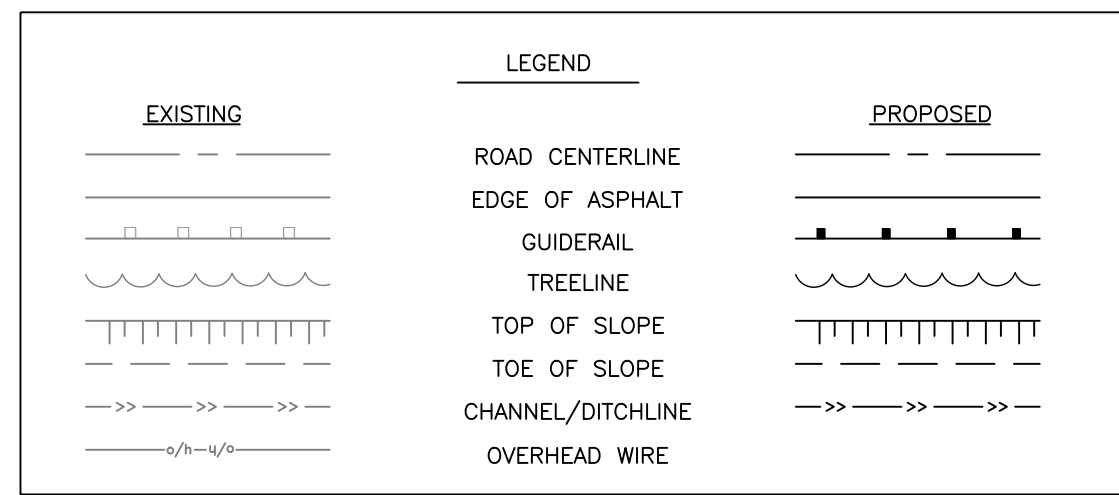 LEGEND
EXISTING PROPOSED
ROAD CENTERLINE
EDGE OF ASPHALT
GUIDERAIL
TREELINE
TOP OF SLOPE
TOE OF SLOPE
>> >> >> CHANNEL/DITCHLINE >> >> >>
o/h OVERHEAD WIRE